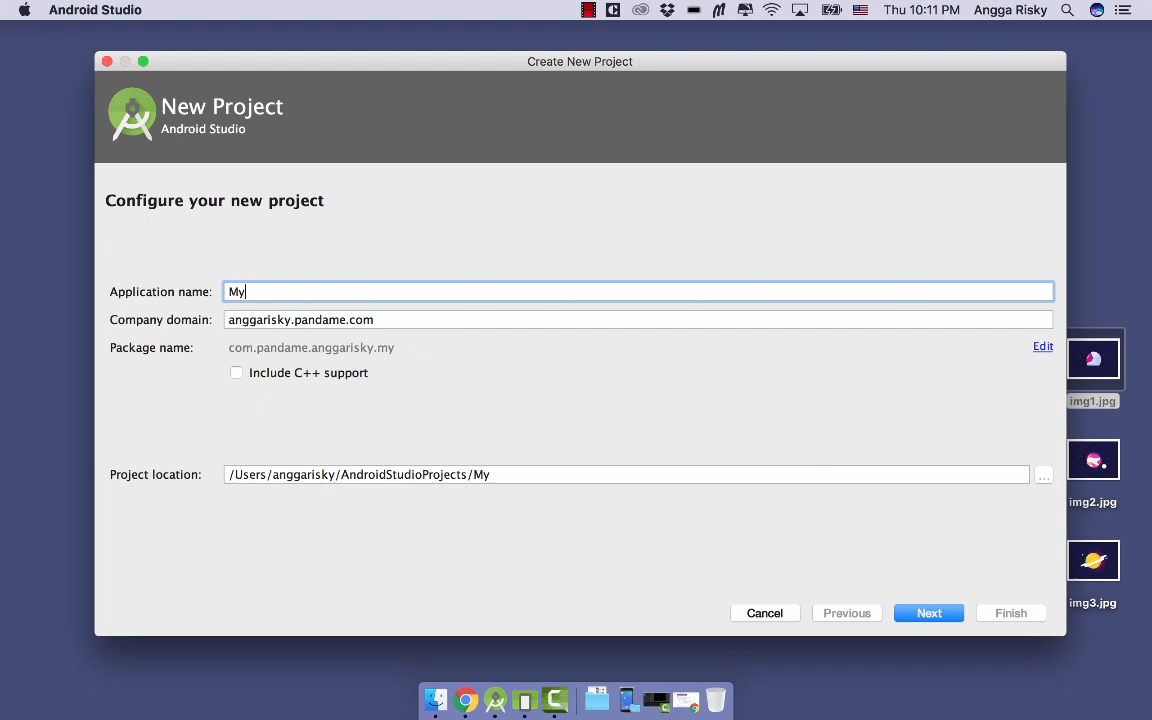 Android Studio
Thu 10:11 PM
Angga Risky
Create New Project
New Project
Android Studio
Configure your new project
Application name: My
Company domain: anggarisky.pandame.com
Package name: com.pandame.anggarisky.my
Edit
Include C++ support
Project location: /Users/anggarisky/AndroidStudioProjects/My
...
Cancel
Previous
Next
Finish
img1.jpg
img2.jpg
img3.jpg